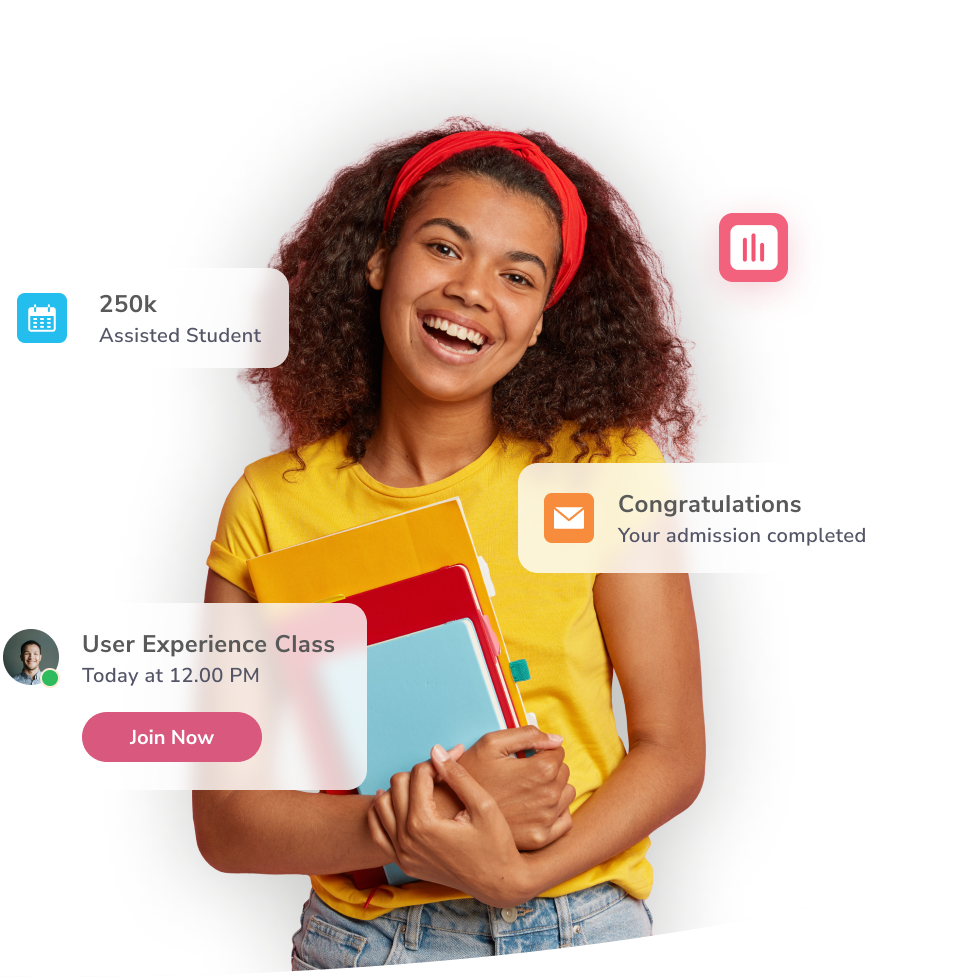 250k
Assisted Student
Congratulations
Your admission completed
User Experience Class
Today at 12.00 PM
Join Now